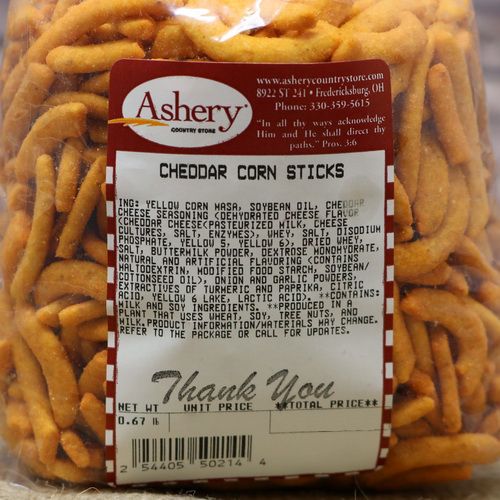 Ashery
COUNTRY STORE
www.asherycountrystore.com
8922 ST 241 • Fredericksburg, OH
Phone: 330-359-5615
"In all thy ways acknowledge
Him and He shall direct thy
paths." Prov. 3:6
CHEDDAR CORN STICKS
ING: YELLOW CORN MASA, SOYBEAN OIL, CHEDDAR
CHEESE SEASONING (DEHYDRATED CHEESE FLAVOR
(CHEDDAR CHEESE(PASTEURIZED MILK, CHEESE
CULTURES, SALT, ENZYMES), WHEY, SALT, DISODIUM
PHOSPHATE, YELLOW 5, YELLOW 6), DRIED WHEY,
SALT, BUTTERMILK POWDER, DEXTROSE MONOHYDRATE,
NATURAL AND ARTIFICIAL FLAVORING (CONTAINS
MALTODEXTRIN, MODIFIED FOOD STARCH, SOYBEAN/
COTTONSEED OIL), ONION AND GARLIC POWDERS,
EXTRACTIVES OF TURMERIC AND PAPRIKA, CITRIC
ACID, YELLOW 6 LAKE, LACTIC ACID). **CONTAINS:
MILK AND SOY INGREDIENTS. **PRODUCED IN A
PLANT THAT USES WHEAT, SOY, TREE NUTS, AND
MILK.PRODUCT INFORMATION/MATERIALS MAY CHANGE.
REFER TO THE PACKAGE OR CALL FOR UPDATES.
Thank You
NET WT UNIT PRICE **TOTAL PRICE**
0.67 lb
2 54405 50214 4